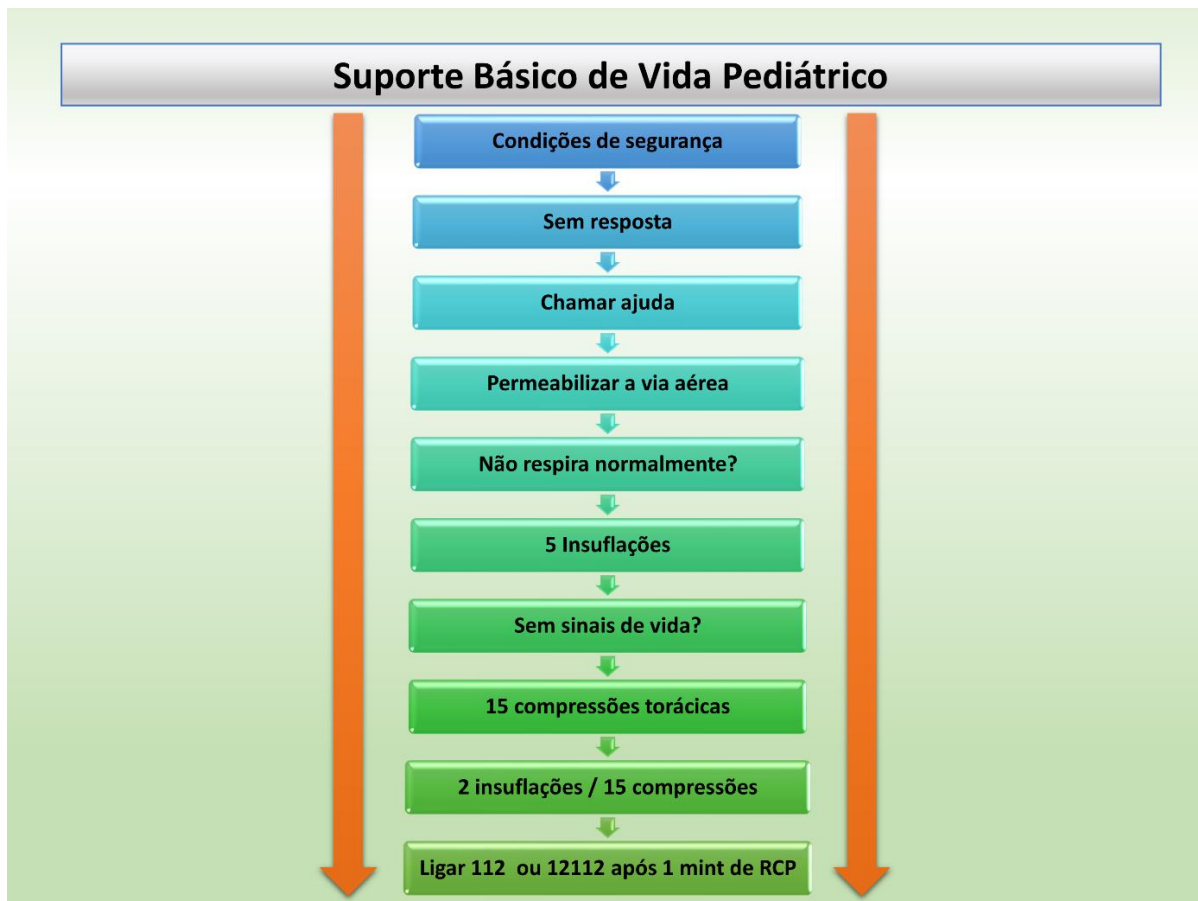 Suporte Básico de Vida Pediátrico
Condições de segurança
Sem resposta
Chamar ajuda
Permeabilizar a via aérea
Não respira normalmente?
5 Insuflações
Sem sinais de vida?
15 compressões torácicas
2 insuflações / 15 compressões
Ligar 112 ou 12112 após 1 mint de RCP